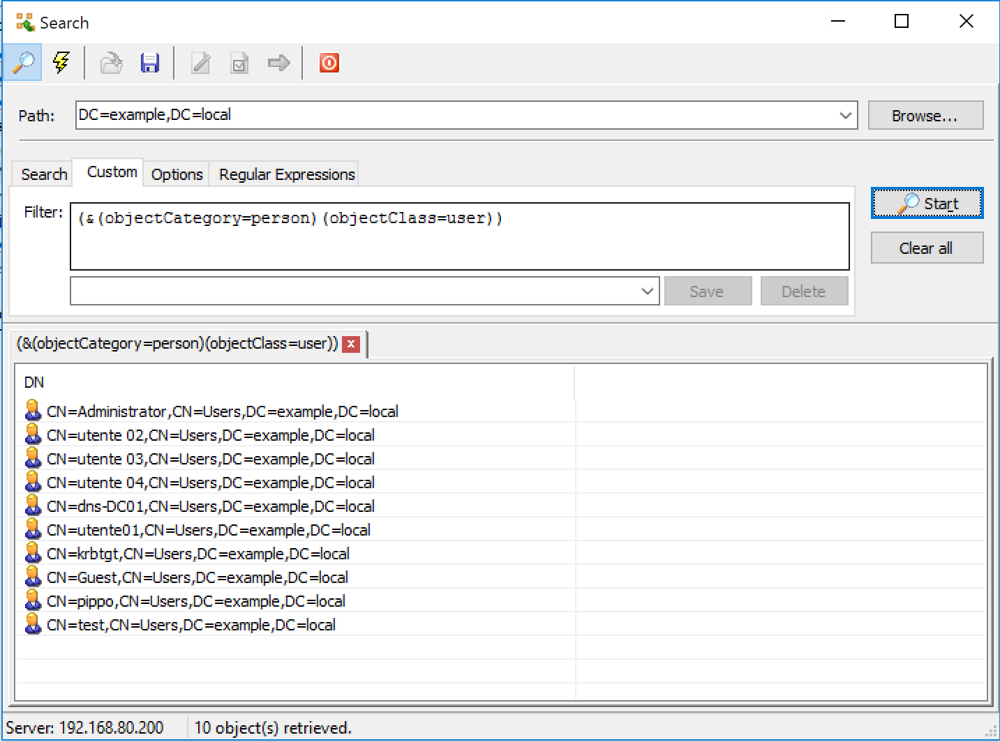 Search
Path: DC=example,DC=local Browse...
Search Custom Options Regular Expressions
Filter: (&(objectCategory=person)(objectClass=user)) Start
Clear all
Save Delete
(&(objectCategory=person)(objectClass=user))
DN
CN=Administrator,CN=Users,DC=example,DC=local
CN=utente 02,CN=Users,DC=example,DC=local
CN=utente 03,CN=Users,DC=example,DC=local
CN=utente 04,CN=Users,DC=example,DC=local
CN=dns-DC01,CN=Users,DC=example,DC=local
CN=utente01,CN=Users,DC=example,DC=local
CN=krbtgt,CN=Users,DC=example,DC=local
CN=Guest,CN=Users,DC=example,DC=local
CN=pippo,CN=Users,DC=example,DC=local
CN=test,CN=Users,DC=example,DC=local
Server: 192.168.80.200 10 object(s) retrieved.